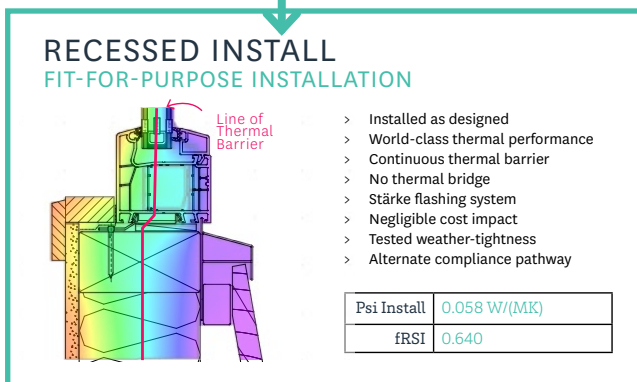 RECESSED INSTALL
FIT-FOR-PURPOSE INSTALLATION
Line of
Thermal
Barrier
> Installed as designed
> World-class thermal performance
> Continuous thermal barrier
> No thermal bridge
> Stärke flashing system
> Negligible cost impact
> Tested weather-tightness
> Alternate compliance pathway
Psi Install 0.058 W/(MK)
fRSI 0.640